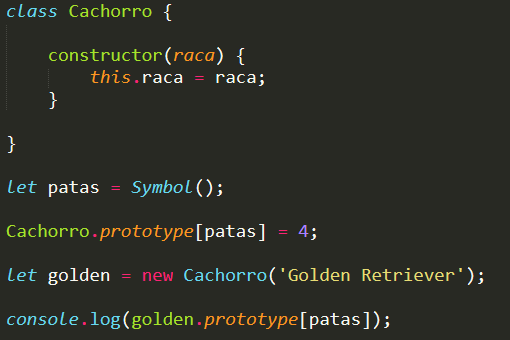 class Cachorro {
constructor(raca) {
this.raca = raca;
}
}
let patas = Symbol();
Cachorro.prototype[patas] = 4;
let golden = new Cachorro('Golden Retriever');
console.log(golden.prototype[patas]);